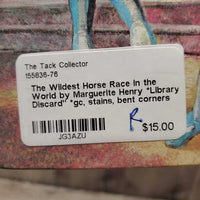 The Tack Collector
155636-76
The Wildest Horse Race In the
World by Marguerite Henry "Library
Discard" *gc, stains, bent corners
R
$15.00
JG3AZU